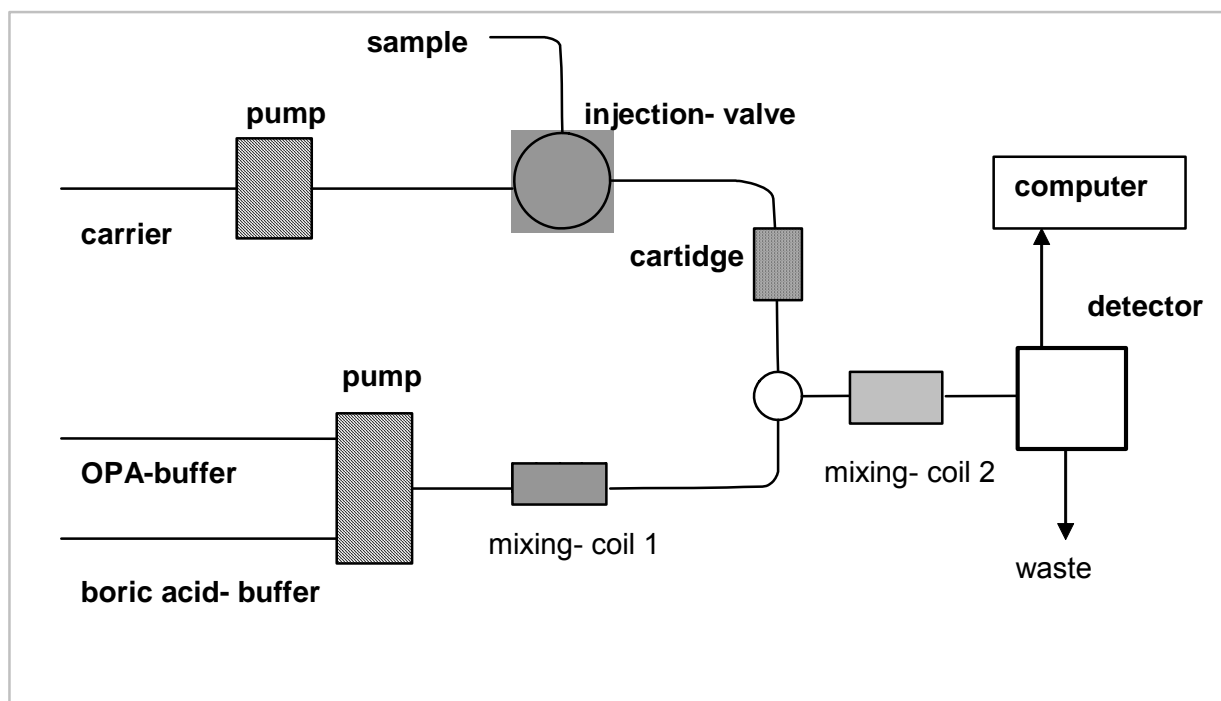 sample
pump
injection- valve
computer
carrier
cartidge
detector
pump
OPA-buffer
mixing- coil 2
mixing- coil 1
waste
boric acid- buffer